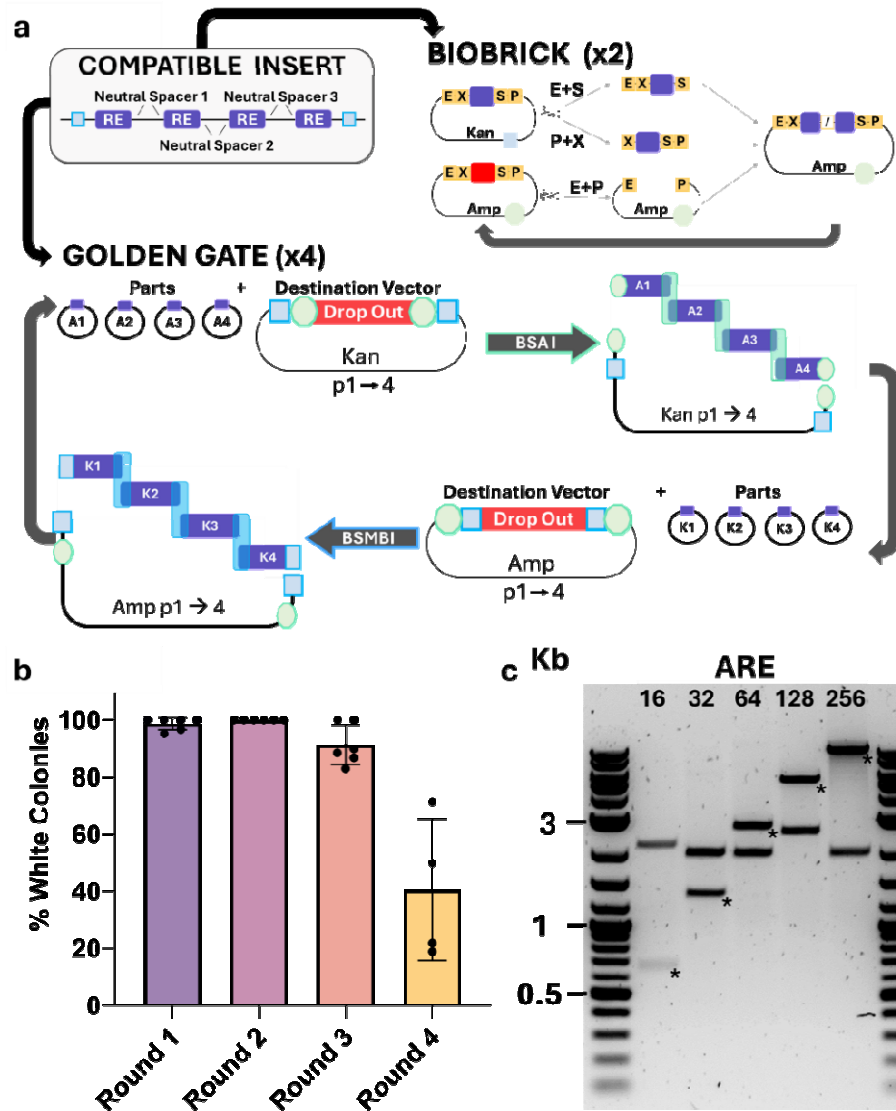 a
COMPATIBLE INSERT
Neutral Spacer 1 Neutral Spacer 3
RE RE RE RE
Neutral Spacer 2
BIOBRICK (x2)
E X S P
Kan
E+S
E X S
P+X
X S P
E X S P
Amp
E+P
E P
Amp
E X / S P
Amp
GOLDEN GATE (x4)
Parts + Destination Vector
A1 A2 A3 A4
Drop Out
Kan
p1→4
BSAI
A1
A2
A3
A4
Kan p1 → 4
Destination Vector + Parts
Drop Out
K1 K2 K3 K4
Amp
p1→4
BSMBI
K1
K2
K3
K4
Amp p1 → 4
b
% White Colonies
100
80
60
40
20
0
Round 1
Round 2
Round 3
Round 4
c Kb ARE
16 32 64 128 256
3
1
0.5
*
*
*
*
*